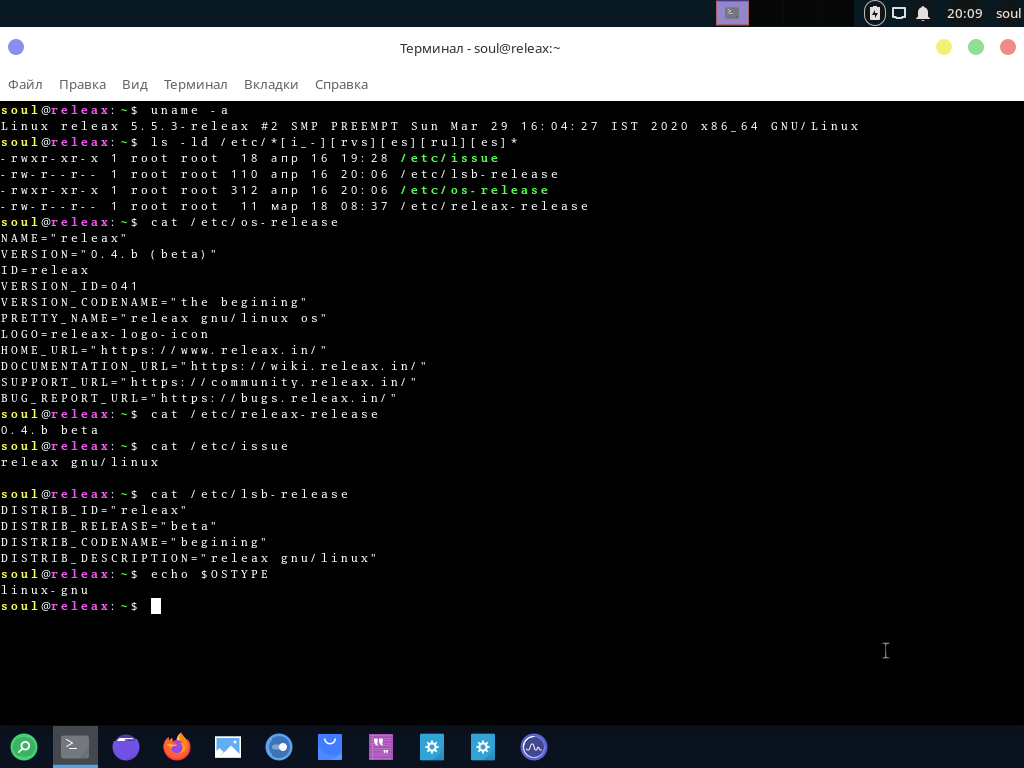 20:09 soul
Терминал - soul@releax:~
Файл Правка Вид Терминал Вкладки Справка
soul@releax:~$ uname -a
Linux releax 5.5.3-releax #2 SMP PREEMPT Sun Mar 29 16:04:27 IST 2020 x86_64 GNU/Linux
soul@releax:~$ ls -ld /etc/*[i_-][rvs][es][rul][es]*
-rwxr-xr-x 1 root root  18 апр 16 19:28 /etc/issue
-rw-r--r-- 1 root root 110 апр 16 20:06 /etc/lsb-release
-rwxr-xr-x 1 root root 312 апр 16 20:06 /etc/os-release
-rw-r--r-- 1 root root  11 мар 18 08:37 /etc/releax-release
soul@releax:~$ cat /etc/os-release
NAME="releax"
VERSION="0.4.b (beta)"
ID=releax
VERSION_ID=041
VERSION_CODENAME="the begining"
PRETTY_NAME="releax gnu/linux os"
LOGO=releax-logo-icon
HOME_URL="https://www.releax.in/"
DOCUMENTATION_URL="https://wiki.releax.in/"
SUPPORT_URL="https://community.releax.in/"
BUG_REPORT_URL="https://bugs.releax.in/"
soul@releax:~$ cat /etc/releax-release
0.4.b beta
soul@releax:~$ cat /etc/issue
releax gnu/linux
soul@releax:~$ cat /etc/lsb-release
DISTRIB_ID="releax"
DISTRIB_RELEASE="beta"
DISTRIB_CODENAME="begining"
DISTRIB_DESCRIPTION="releax gnu/linux"
soul@releax:~$ echo $OSTYPE
linux-gnu
soul@releax:~$